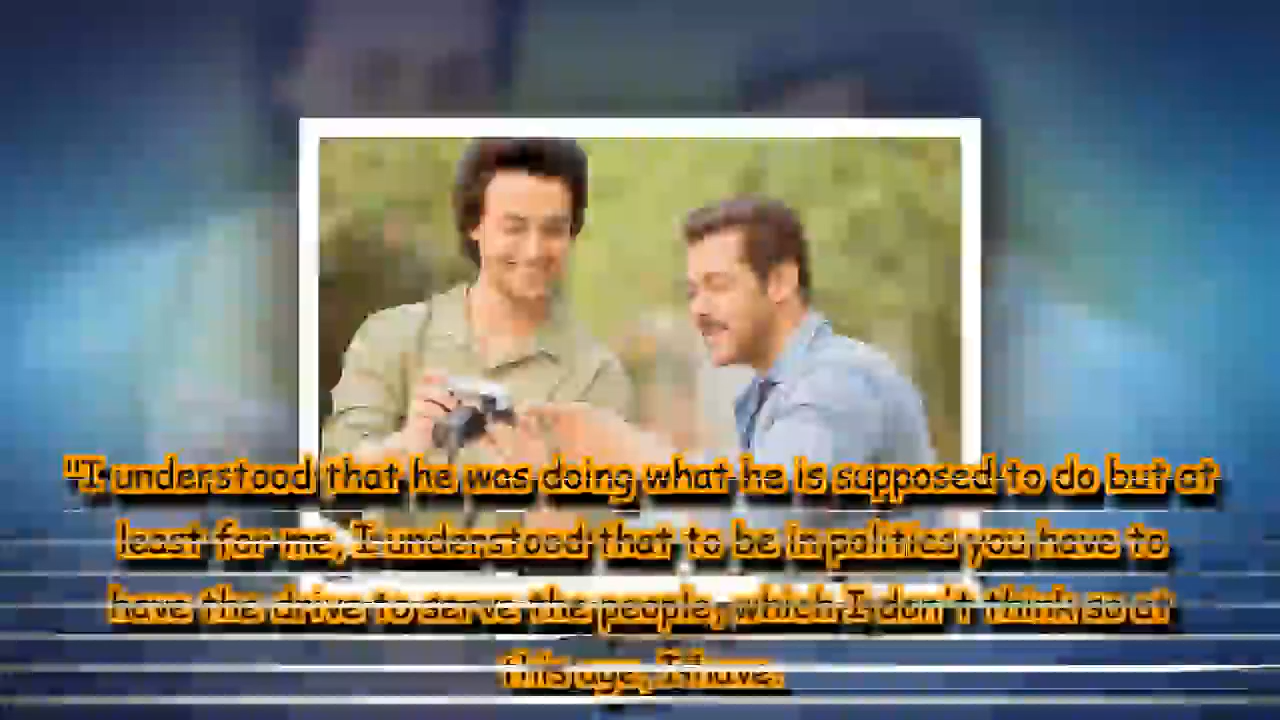 "I understood that he was doing what he is supposed to do but at
least for me, I understood that to be in politics you have to
have the drive to serve the people, which I don't think so at
this age, I have.